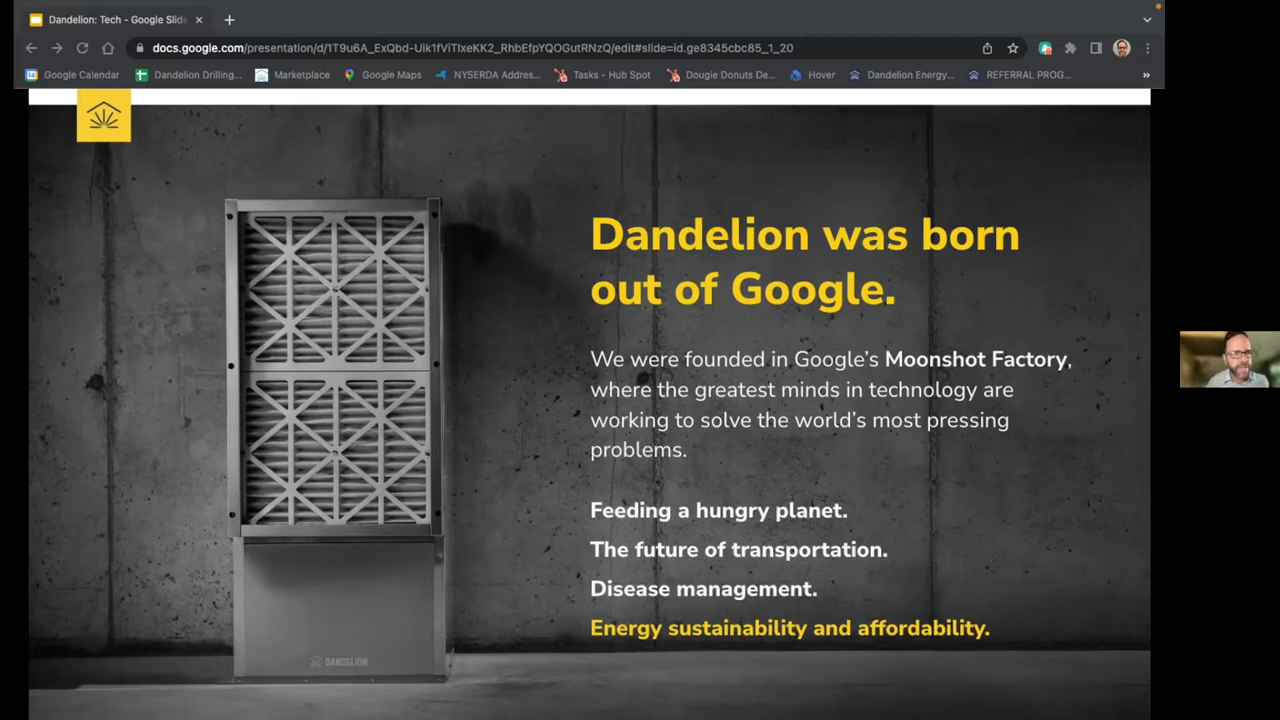 Dandelion: Tech - Google Slide
docs.google.com/presentation/d/1T9u6A_ExQbd-Uik1fViTIxeKK2_RhbEfpYQOGutRNzQ/edit#slide=id.ge8345cbc85_1_20
Google Calendar Dandelion Drilling... Marketplace Google Maps NYSERDA Addres... Tasks - Hub Spot Dougie Donuts De... Hover Dandelion Energy... REFERRAL PROG... »
Dandelion was born
out of Google.
We were founded in Google’s Moonshot Factory,
where the greatest minds in technology are
working to solve the world’s most pressing
problems.
Feeding a hungry planet.
The future of transportation.
Disease management.
Energy sustainability and affordability.
DANDELION